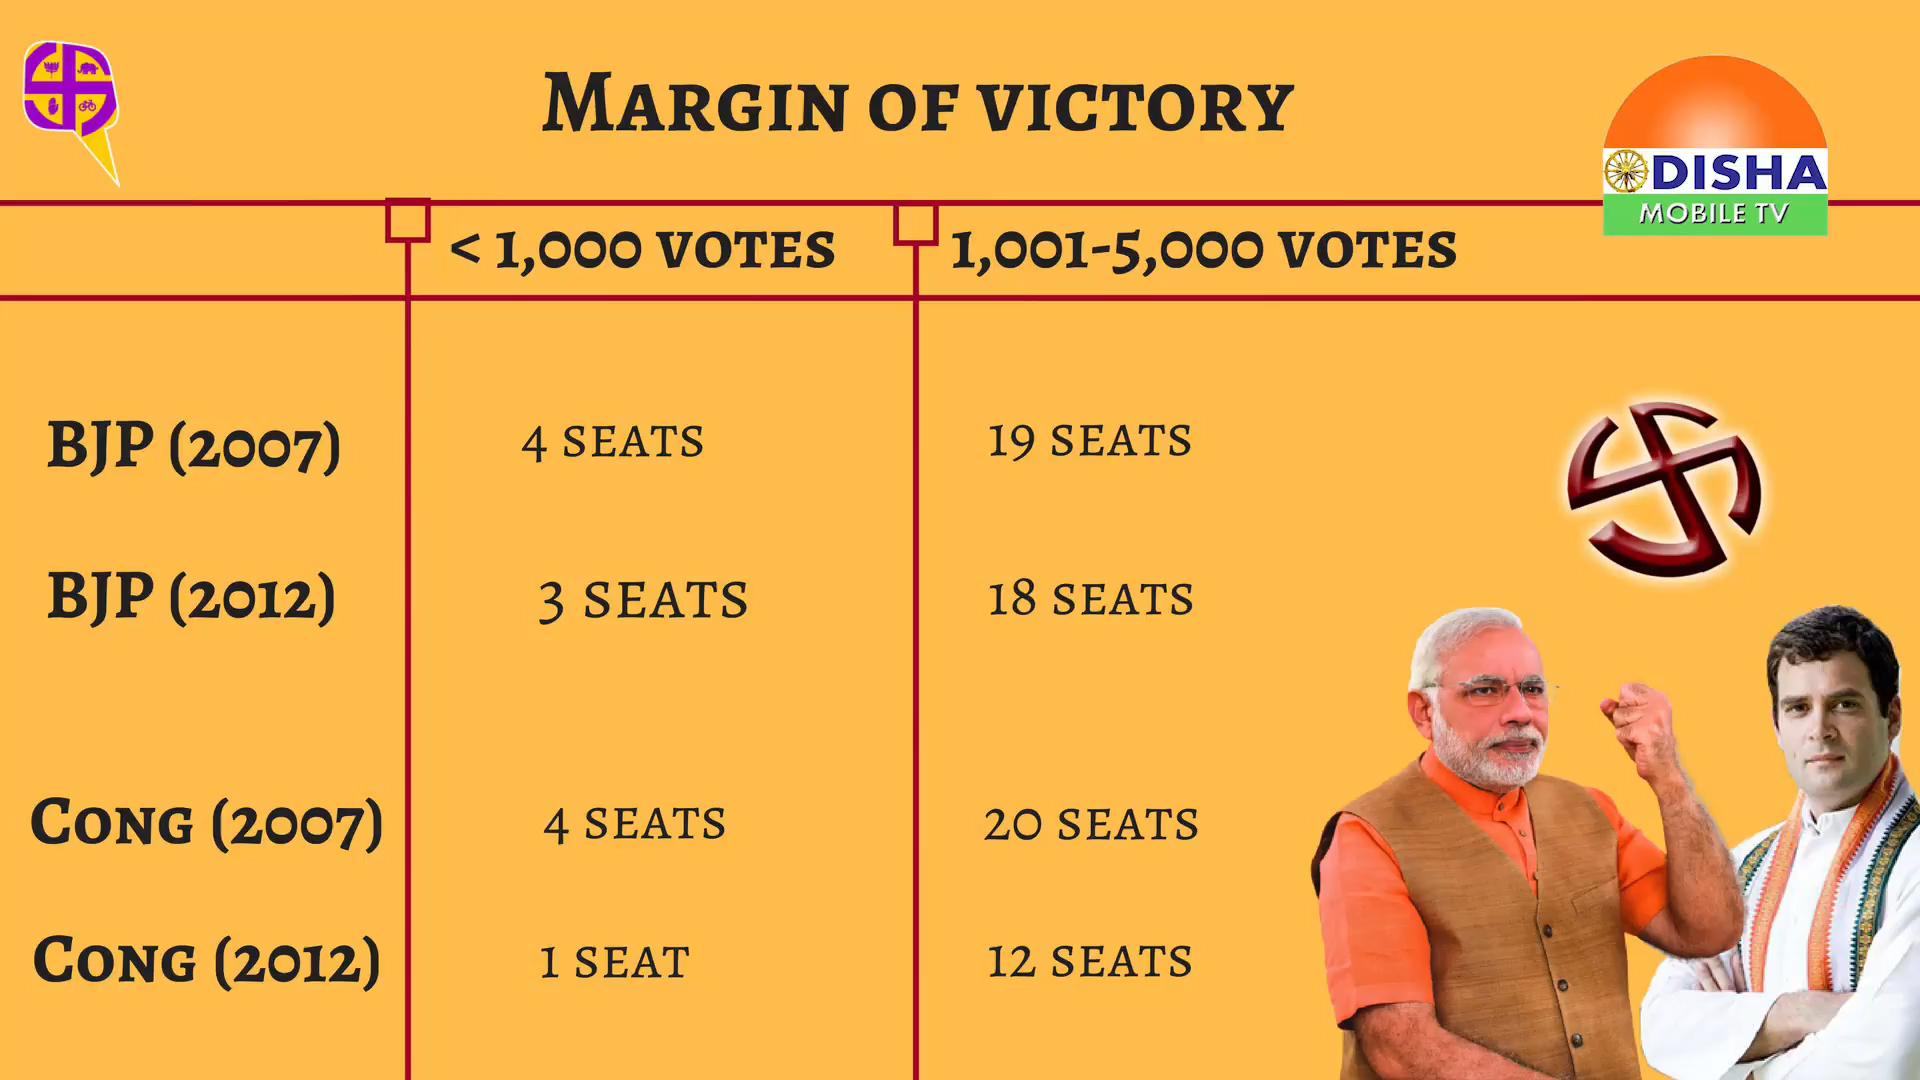 MARGIN OF VICTORY
DISHA
MOBILE TV
< 1,000 VOTES 1,001-5,000 VOTES
BJP (2007) 4 SEATS 19 SEATS
BJP (2012) 3 SEATS 18 SEATS
CONG (2007) 4 SEATS 20 SEATS
CONG (2012) 1 SEAT 12 SEATS